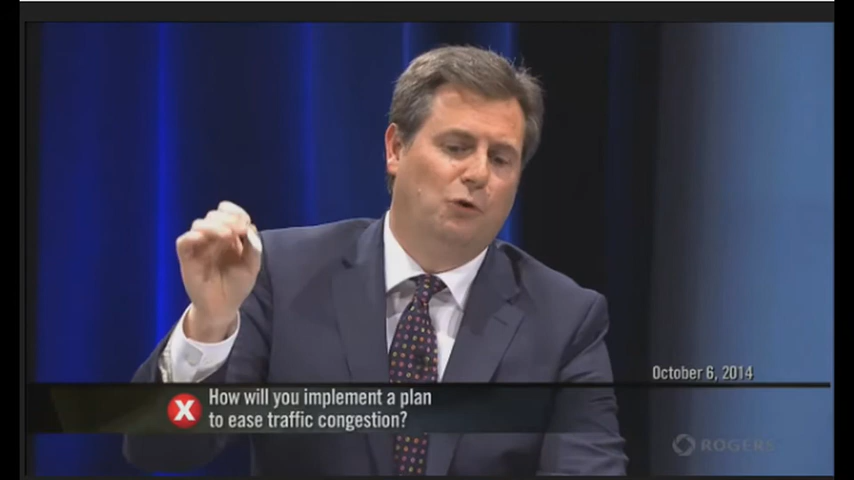 October 6, 2014
X
How will you implement a plan
to ease traffic congestion?
ROGERS